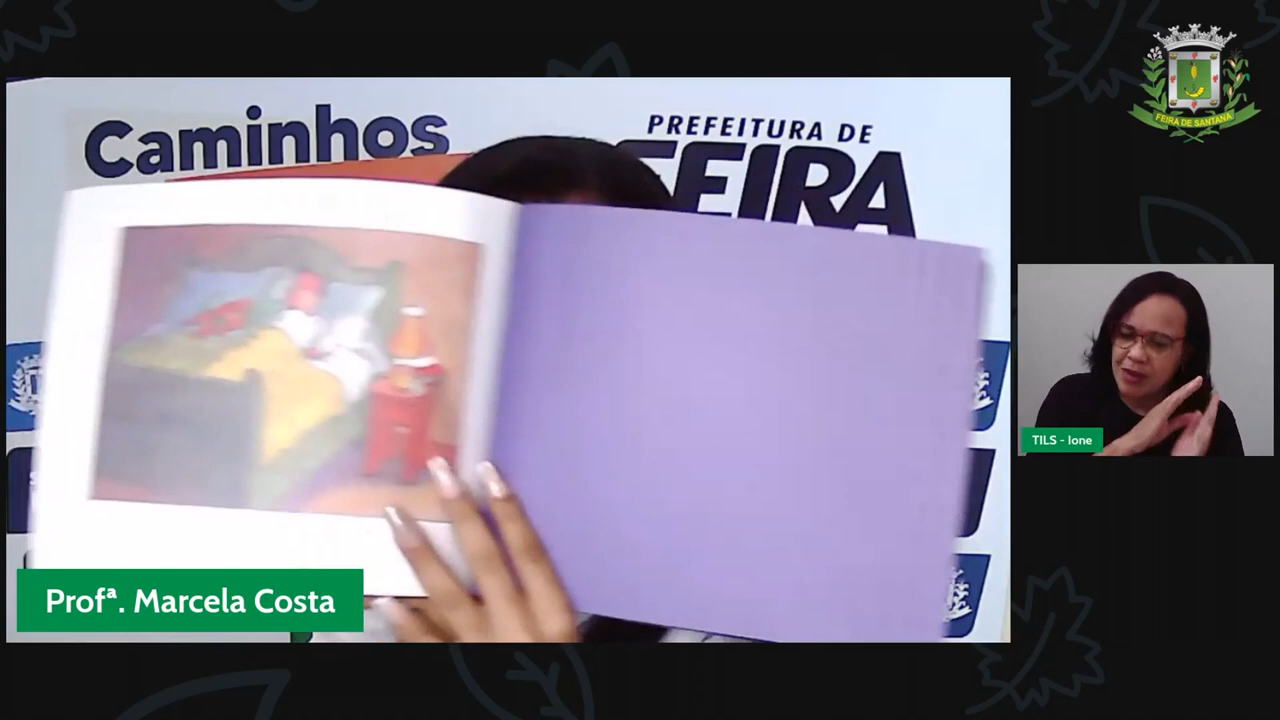 Caminhos
PREFEITURA DE
FEIRA
FEIRA DE SANTANA
TILS - Ione
Profª. Marcela Costa